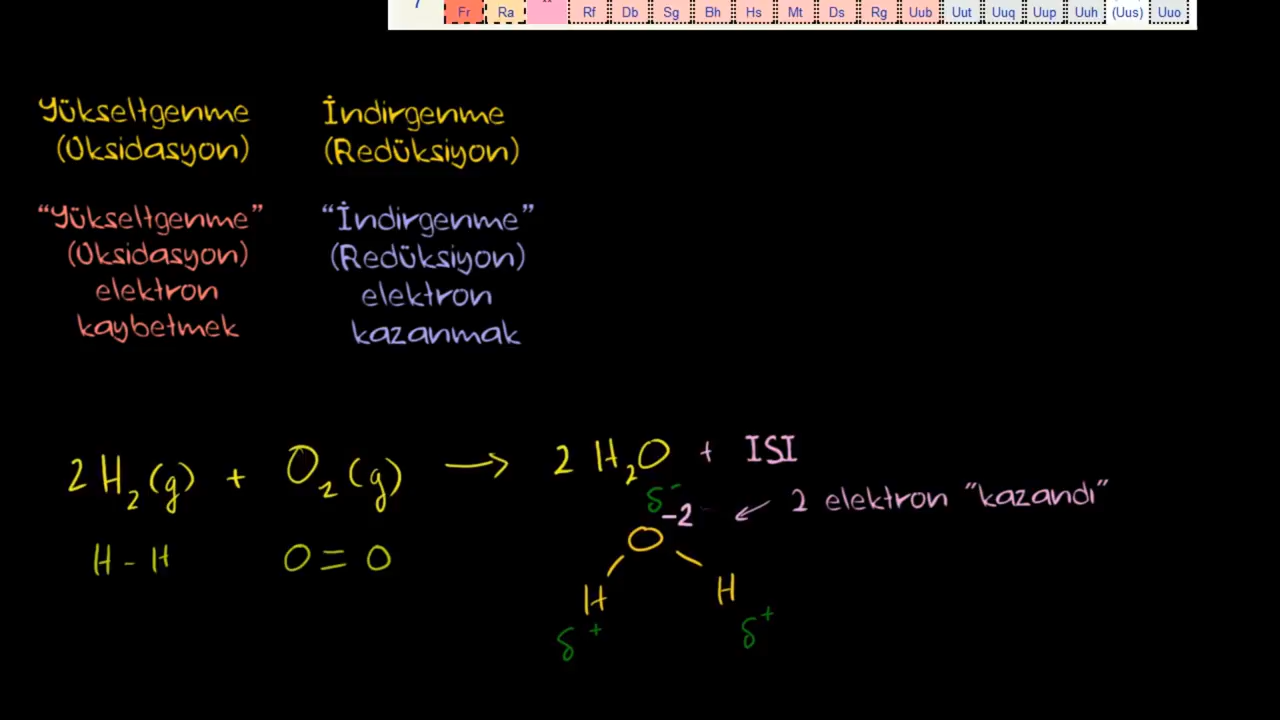 7 Fr Ra ** Rf Db Sg Bh Hs Mt Ds Rg Uub Uut Uuq Uup Uuh (Uus) Uuo
Yükseltgenme
(Oksidasyon)
İndirgenme
(Redüksiyon)
“Yükseltgenme”
(Oksidasyon)
elektron
kaybetmek
“İndirgenme”
(Redüksiyon)
elektron
kazanmak
2 H₂(g) + O₂(g) → 2 H₂O + ISI
H - H
O = O
δ⁻
-2 ← 2 elektron “kazandı”
O
H H
δ⁺ δ⁺